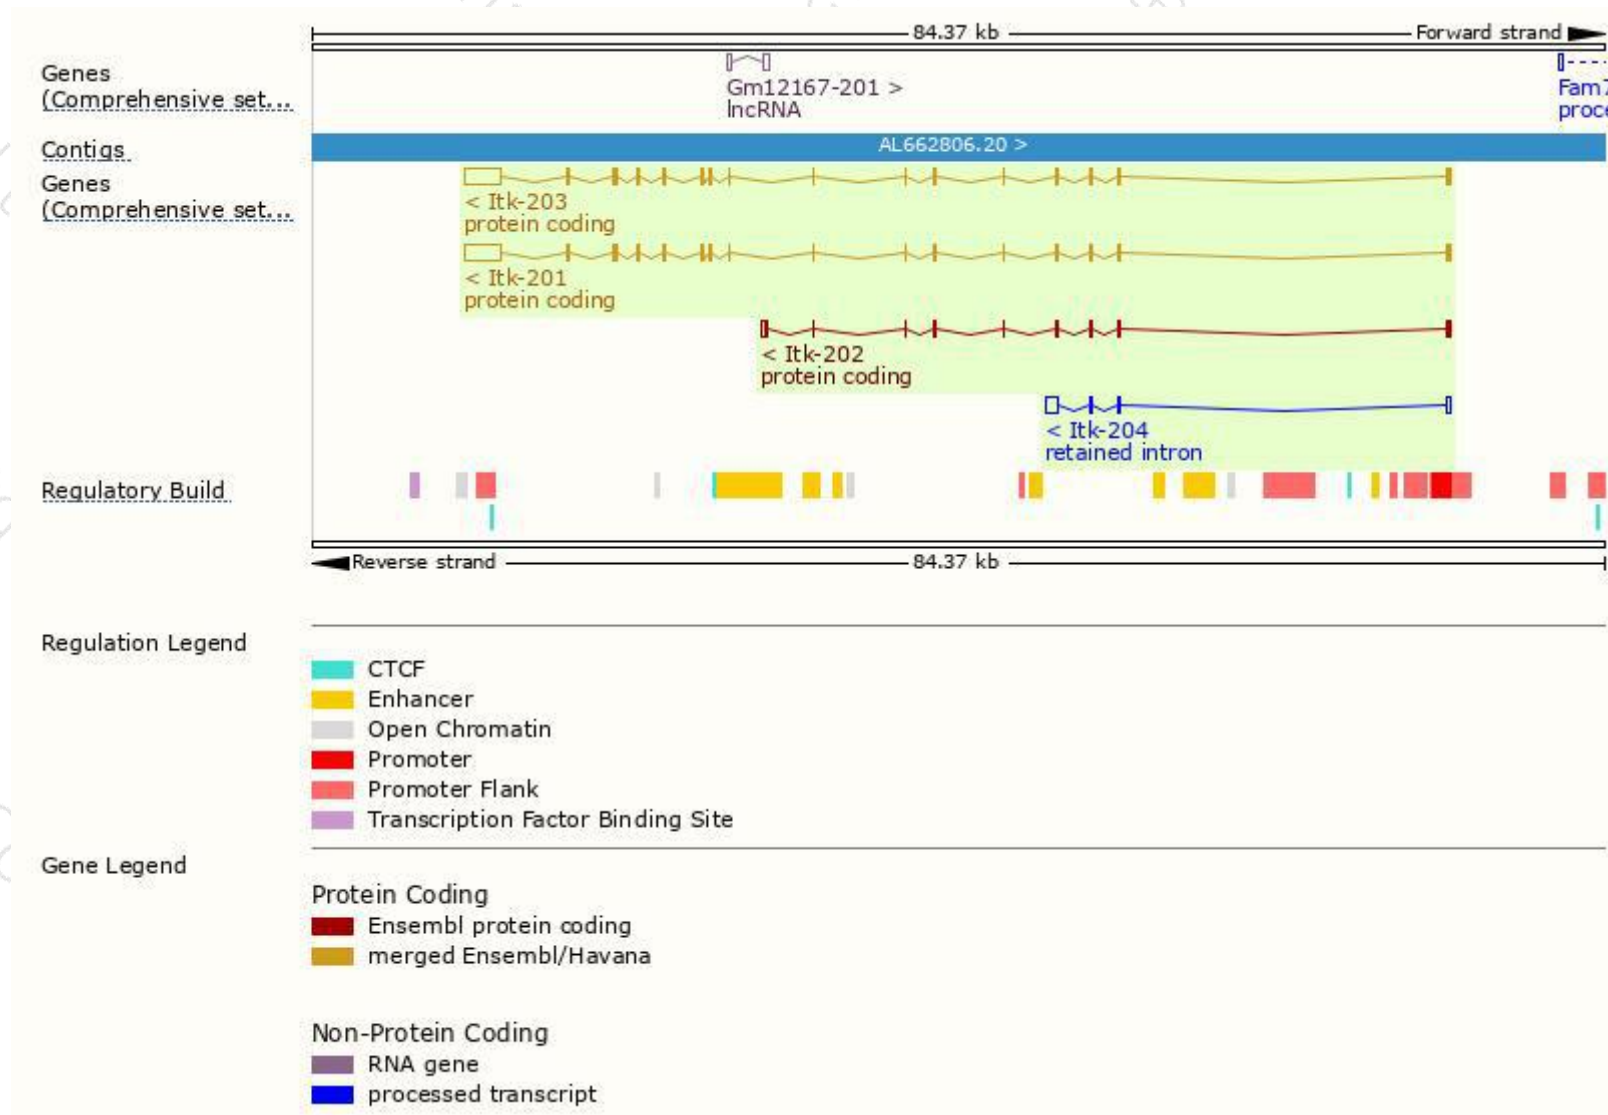 84.37 kb
Forward strand
Genes
(Comprehensive set...
Gm12167-201 >
lncRNA
Fam7
proce
Contigs
AL662806.20 >
Genes
(Comprehensive set...
< Itk-203
protein coding
< Itk-201
protein coding
< Itk-202
protein coding
< Itk-204
retained intron
Regulatory Build
Reverse strand
84.37 kb
Regulation Legend
CTCF
Enhancer
Open Chromatin
Promoter
Promoter Flank
Transcription Factor Binding Site
Gene Legend
Protein Coding
Ensembl protein coding
merged Ensembl/Havana
Non-Protein Coding
RNA gene
processed transcript